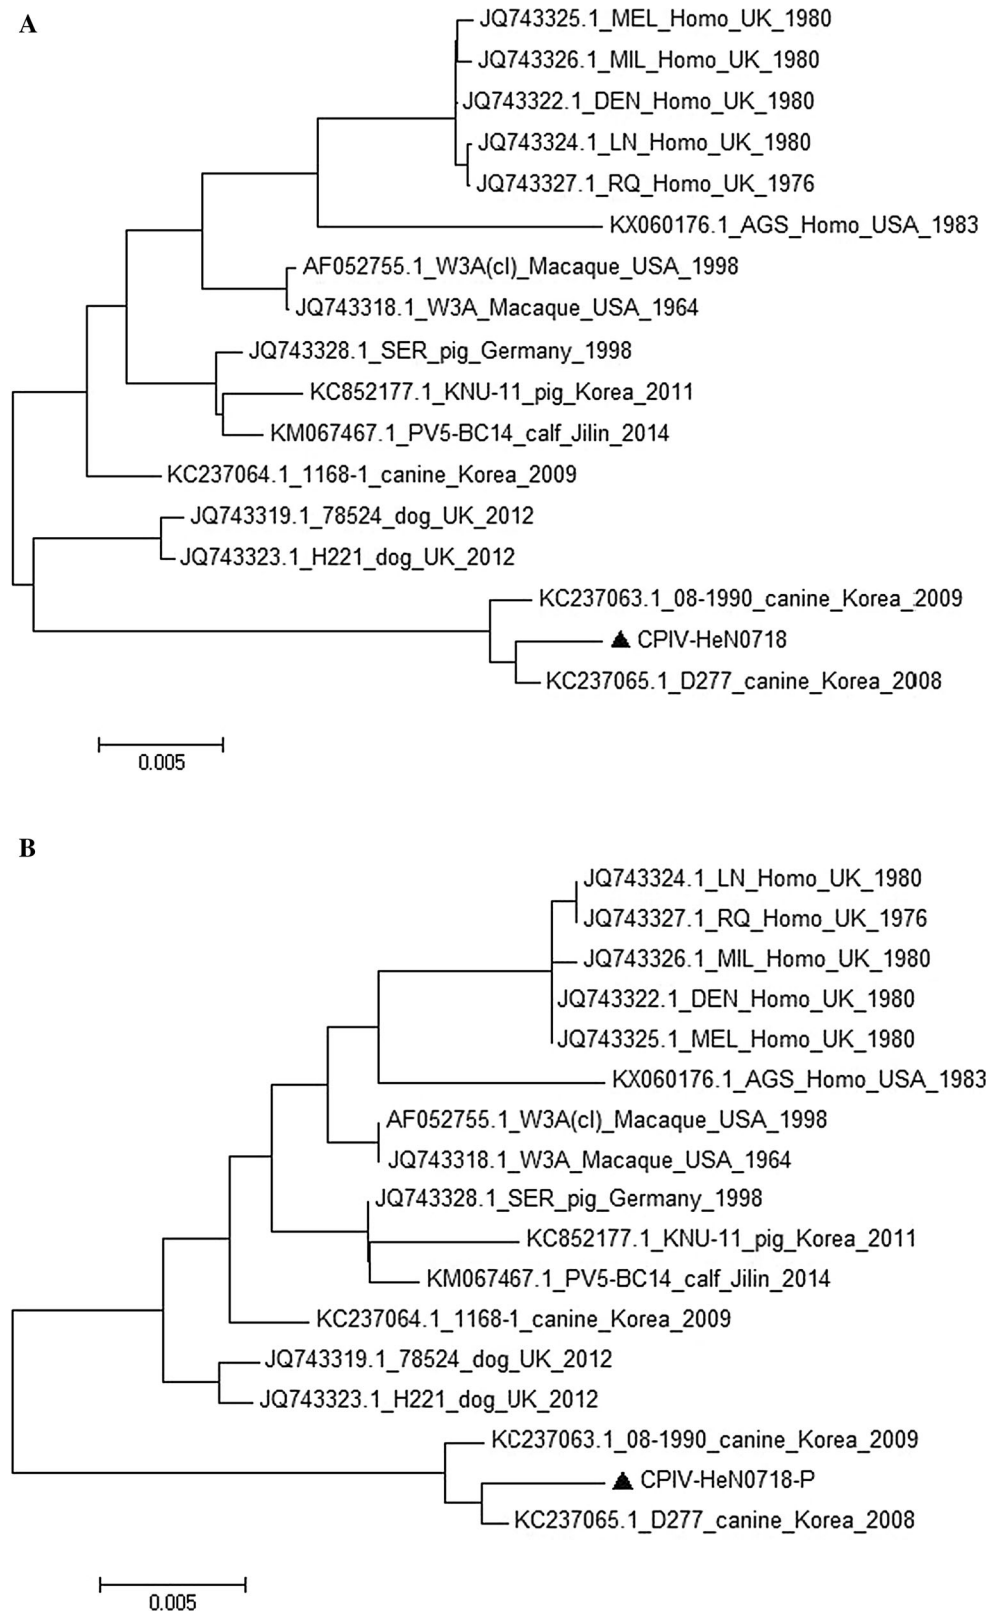 A
JQ743325.1_MEL_Homo_UK_1980
JQ743326.1_MIL_Homo_UK_1980
JQ743322.1_DEN_Homo_UK_1980
JQ743324.1_LN_Homo_UK_1980
JQ743327.1_RQ_Homo_UK_1976
KX060176.1_AGS_Homo_USA_1983
AF052755.1_W3A(cl)_Macaque_USA_1998
JQ743318.1_W3A_Macaque_USA_1964
JQ743328.1_SER_pig_Germany_1998
KC852177.1_KNU-11_pig_Korea_2011
KM067467.1_PV5-BC14_calf_Jilin_2014
KC237064.1_1168-1_canine_Korea_2009
JQ743319.1_78524_dog_UK_2012
JQ743323.1_H221_dog_UK_2012
KC237063.1_08-1990_canine_Korea_2009
CPIV-HeN0718
KC237065.1_D277_canine_Korea_2008
0.005
B
JQ743324.1_LN_Homo_UK_1980
JQ743327.1_RQ_Homo_UK_1976
JQ743326.1_MIL_Homo_UK_1980
JQ743322.1_DEN_Homo_UK_1980
JQ743325.1_MEL_Homo_UK_1980
KX060176.1_AGS_Homo_USA_1983
AF052755.1_W3A(cl)_Macaque_USA_1998
JQ743318.1_W3A_Macaque_USA_1964
JQ743328.1_SER_pig_Germany_1998
KC852177.1_KNU-11_pig_Korea_2011
KM067467.1_PV5-BC14_calf_Jilin_2014
KC237064.1_1168-1_canine_Korea_2009
JQ743319.1_78524_dog_UK_2012
JQ743323.1_H221_dog_UK_2012
KC237063.1_08-1990_canine_Korea_2009
CPIV-HeN0718-P
KC237065.1_D277_canine_Korea_2008
0.005